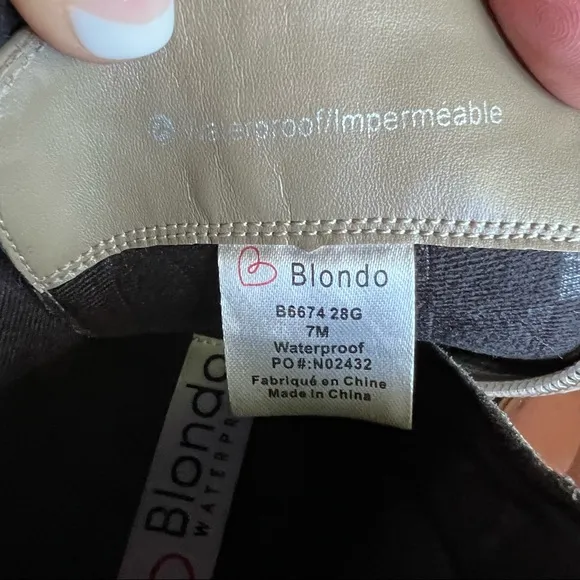 Waterproof/Imperméable
Blondo
B6674 28G
7M
Waterproof
PO#:N02432
Fabriqué en Chine
Made In China
Blondo
WATERPR